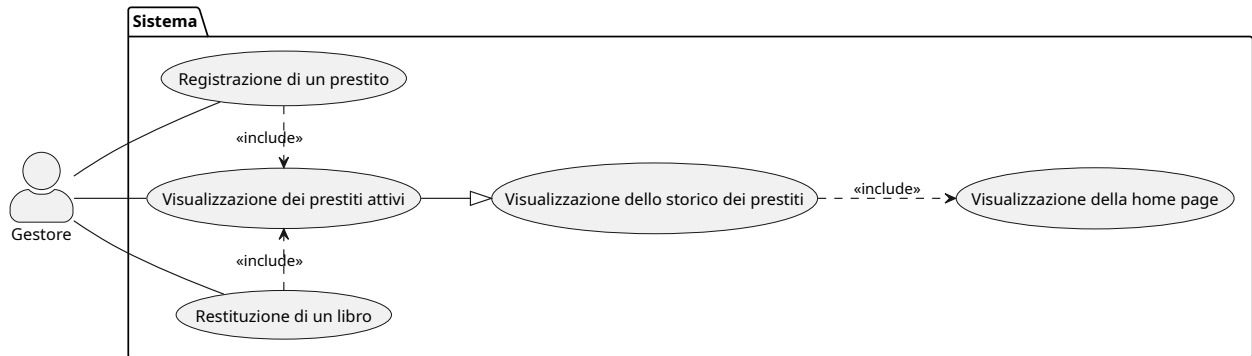 Sistema
Registrazione di un prestito
«include»
Visualizzazione dei prestiti attivi
Visualizzazione dello storico dei prestiti
«include»
Visualizzazione della home page
Gestore
«include»
Restituzione di un libro